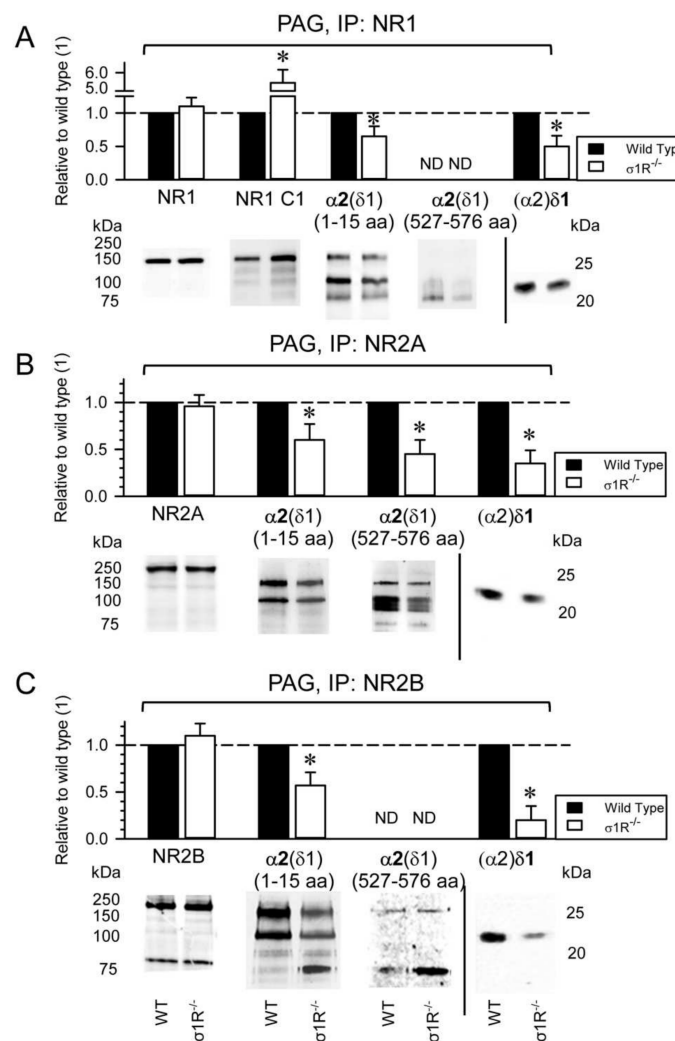 A
PAG, IP: NR1
Relative to wild type (1)
6.0
5.0
1.0
0.5
0.0
*
*
*
ND ND
Wild Type
σ1R-/-
NR1
NR1 C1
α2(δ1)
(1-15 aa)
α2(δ1)
(527-576 aa)
(α2)δ1
kDa
250
150
100
75
kDa
25
20
B
PAG, IP: NR2A
Relative to wild type (1)
1.0
0.5
0.0
*
*
*
Wild Type
σ1R-/-
NR2A
α2(δ1)
(1-15 aa)
α2(δ1)
(527-576 aa)
(α2)δ1
kDa
250
150
100
75
kDa
25
20
C
PAG, IP: NR2B
Relative to wild type (1)
1.0
0.5
0.0
*
ND ND
*
Wild Type
σ1R-/-
NR2B
α2(δ1)
(1-15 aa)
α2(δ1)
(527-576 aa)
(α2)δ1
kDa
250
150
100
75
kDa
25
20
WT
σ1R-/-
WT
σ1R-/-
WT
σ1R-/-
WT
σ1R-/-